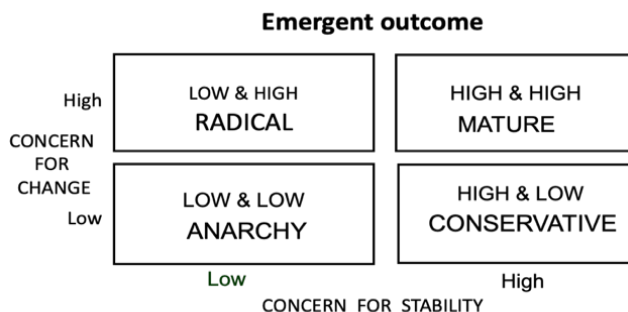 Emergent outcome
High
LOW & HIGH
RADICAL
HIGH & HIGH
MATURE
CONCERN
FOR
CHANGE
Low
LOW & LOW
ANARCHY
HIGH & LOW
CONSERVATIVE
Low
High
CONCERN FOR STABILITY